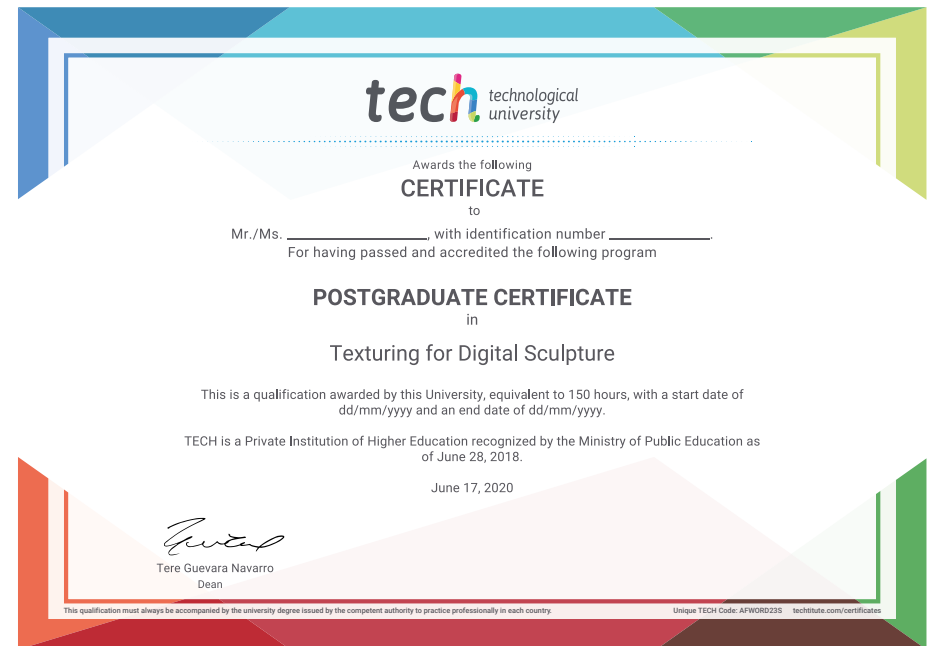 tech technological
university
Awards the following
CERTIFICATE
to
Mr./Ms. ____________________, with identification number ______________.
For having passed and accredited the following program
POSTGRADUATE CERTIFICATE
in
Texturing for Digital Sculpture
This is a qualification awarded by this University, equivalent to 150 hours, with a start date of
dd/mm/yyyy and an end date of dd/mm/yyyy.
TECH is a Private Institution of Higher Education recognized by the Ministry of Public Education as
of June 28, 2018.
June 17, 2020
Tere Guevara Navarro
Dean
This qualification must always be accompanied by the university degree issued by the competent authority to practice professionally in each country.
Unique TECH Code: AFWORD23S techtitute.com/certificates